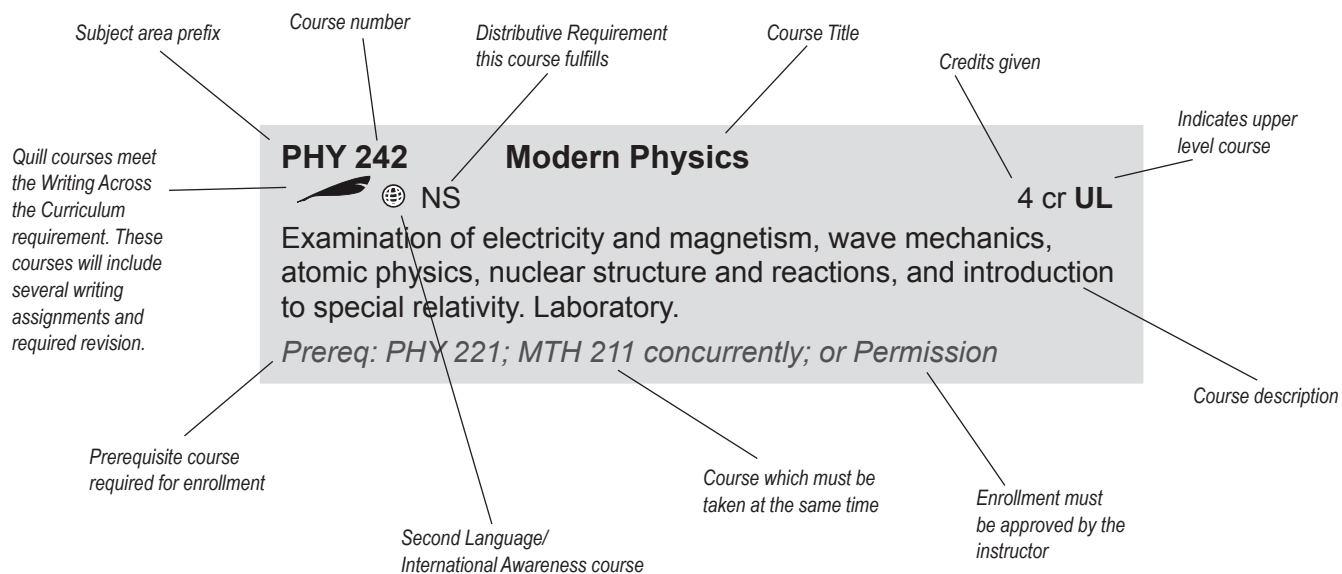 Subject area prefix
Course number
Distributive Requirement
this course fulfills
Course Title
Credits given
Indicates upper
level course
Quill courses meet
the Writing Across
the Curriculum
requirement. These
courses will include
several writing
assignments and
required revision.
PHY 242 Modern Physics
NS 4 cr UL
Examination of electricity and magnetism, wave mechanics,
atomic physics, nuclear structure and reactions, and introduction
to special relativity. Laboratory.
Prereq: PHY 221; MTH 211 concurrently; or Permission
Course description
Prerequisite course
required for enrollment
Course which must be
taken at the same time
Enrollment must
be approved by the
instructor
Second Language/
International Awareness course